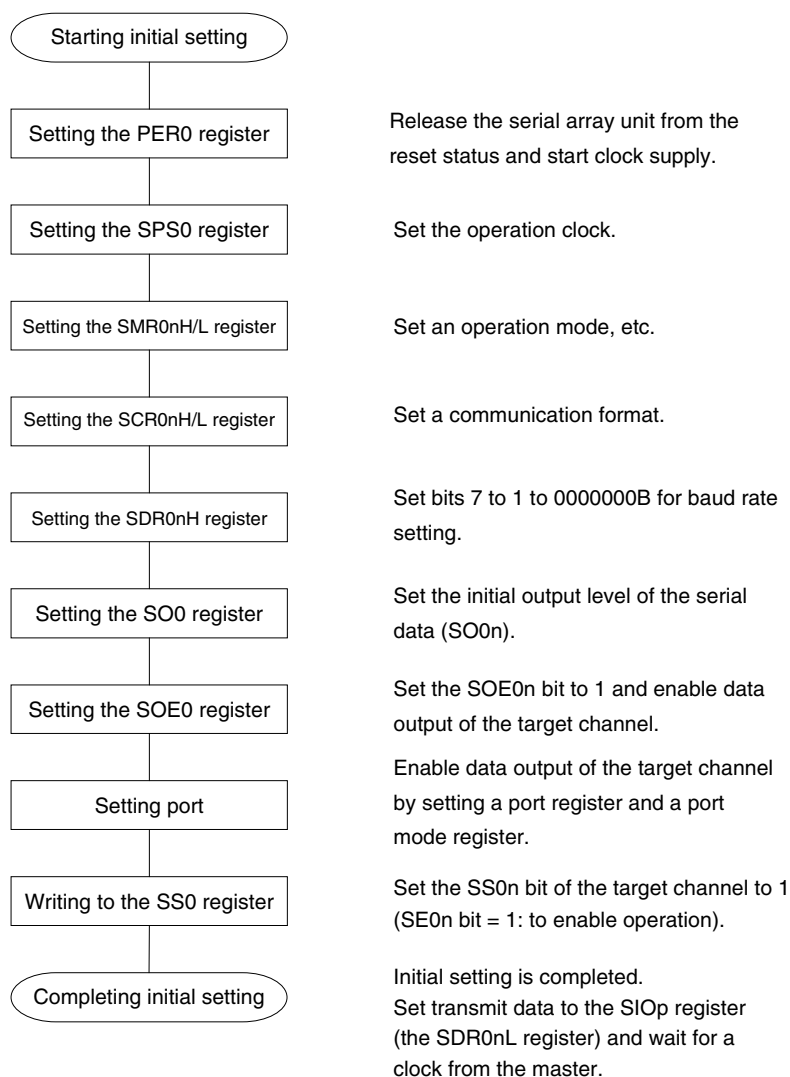 Starting initial setting
Setting the PER0 register
Release the serial array unit from the
reset status and start clock supply.
Setting the SPS0 register
Set the operation clock.
Setting the SMR0nH/L register
Set an operation mode, etc.
Setting the SCR0nH/L register
Set a communication format.
Setting the SDR0nH register
Set bits 7 to 1 to 0000000B for baud rate
setting.
Setting the SO0 register
Set the initial output level of the serial
data (SO0n).
Setting the SOE0 register
Set the SOE0n bit to 1 and enable data
output of the target channel.
Setting port
Enable data output of the target channel
by setting a port register and a port
mode register.
Writing to the SS0 register
Set the SS0n bit of the target channel to 1
(SE0n bit = 1: to enable operation).
Completing initial setting
Initial setting is completed.
Set transmit data to the SIOp register
(the SDR0nL register) and wait for a
clock from the master.